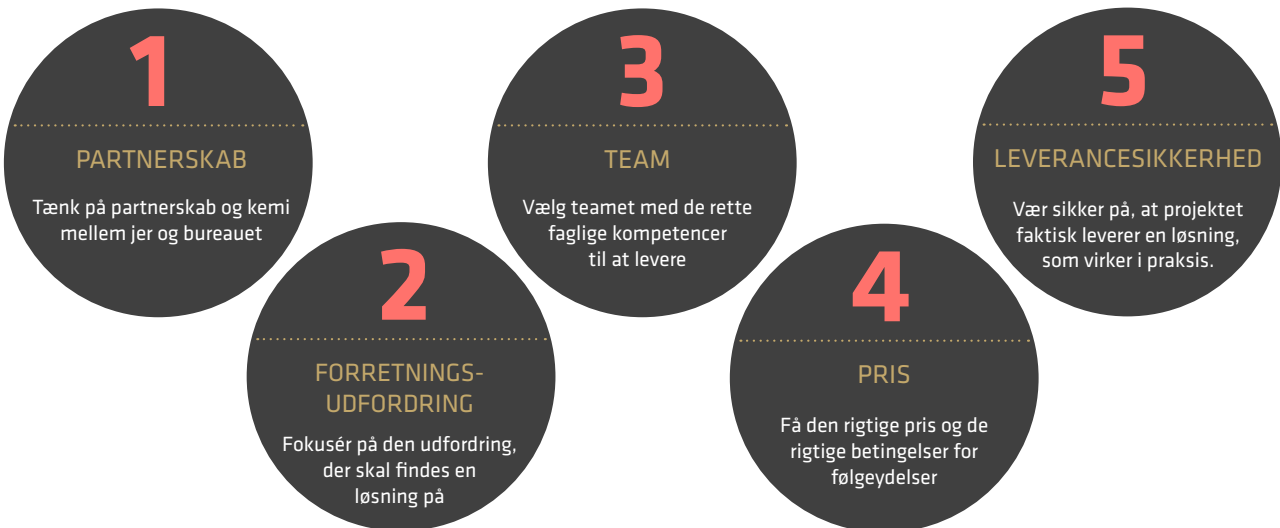 1
PARTNERSKAB
Tænk på partnerskab og kemi
mellem jer og bureauet
2
FORRETNINGS-
UDFORDRING
Fokusér på den udfordring,
der skal findes en
løsning på
3
TEAM
Vælg teamet med de rette
faglige kompetencer
til at levere
4
PRIS
Få den rigtige pris og de
rigtige betingelser for
følgeydelser
5
LEVERANCESIKKERHED
Vær sikker på, at projektet
faktisk leverer en løsning,
som virker i praksis.